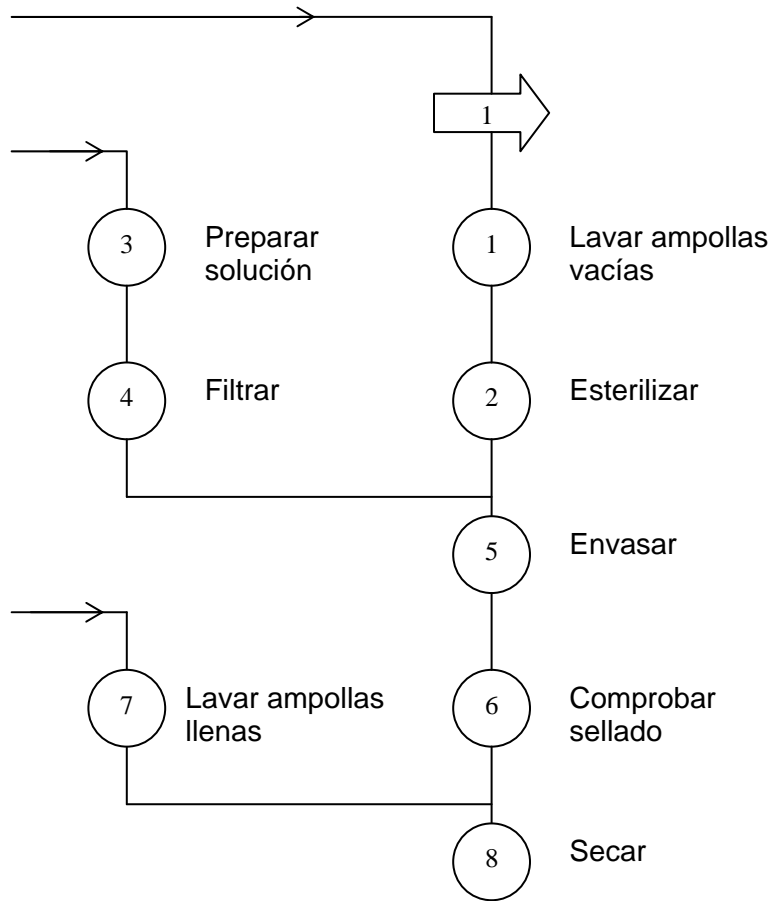 1
3
Preparar
solución
1
Lavar ampollas
vacías
4
Filtrar
2
Esterilizar
5
Envasar
7
Lavar ampollas
llenas
6
Comprobar
sellado
8
Secar